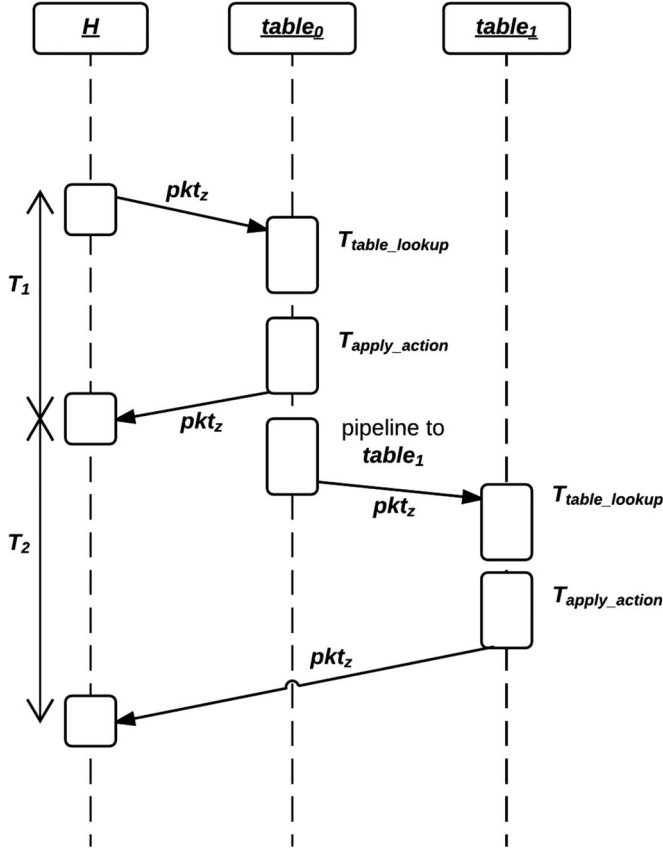 H
table0
table1
pktz
Ttable_lookup
T1
Tapply_action
pktz
pipeline to
table1
pktz
Ttable_lookup
T2
Tapply_action
pktz